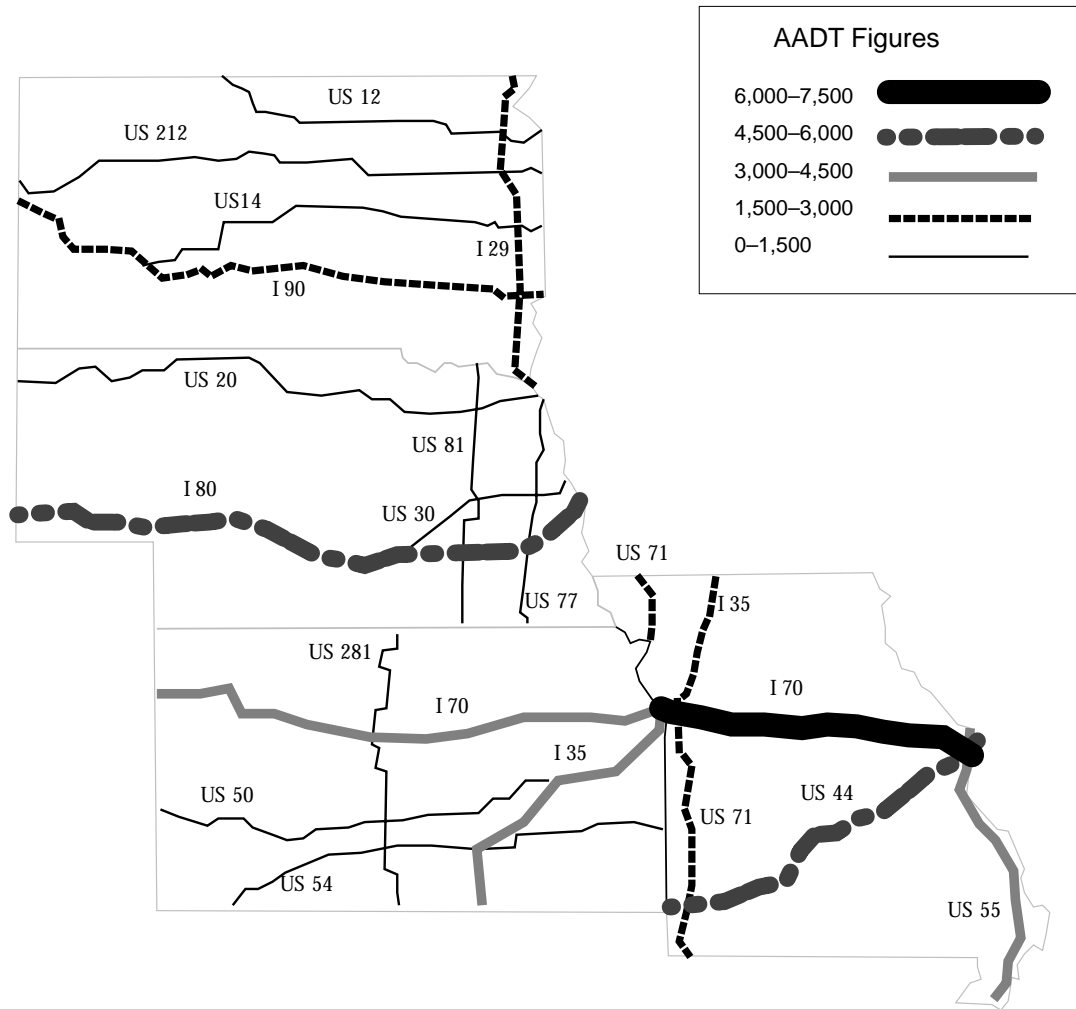 AADT Figures
6,000–7,500
4,500–6,000
3,000–4,500
1,500–3,000
0–1,500
US 12
US 212
US14
I 29
I 90
US 20
US 81
I 80
US 30
US 71
US 77
I 35
US 281
I 70
I 70
I 35
US 50
US 44
US 71
US 54
US 55